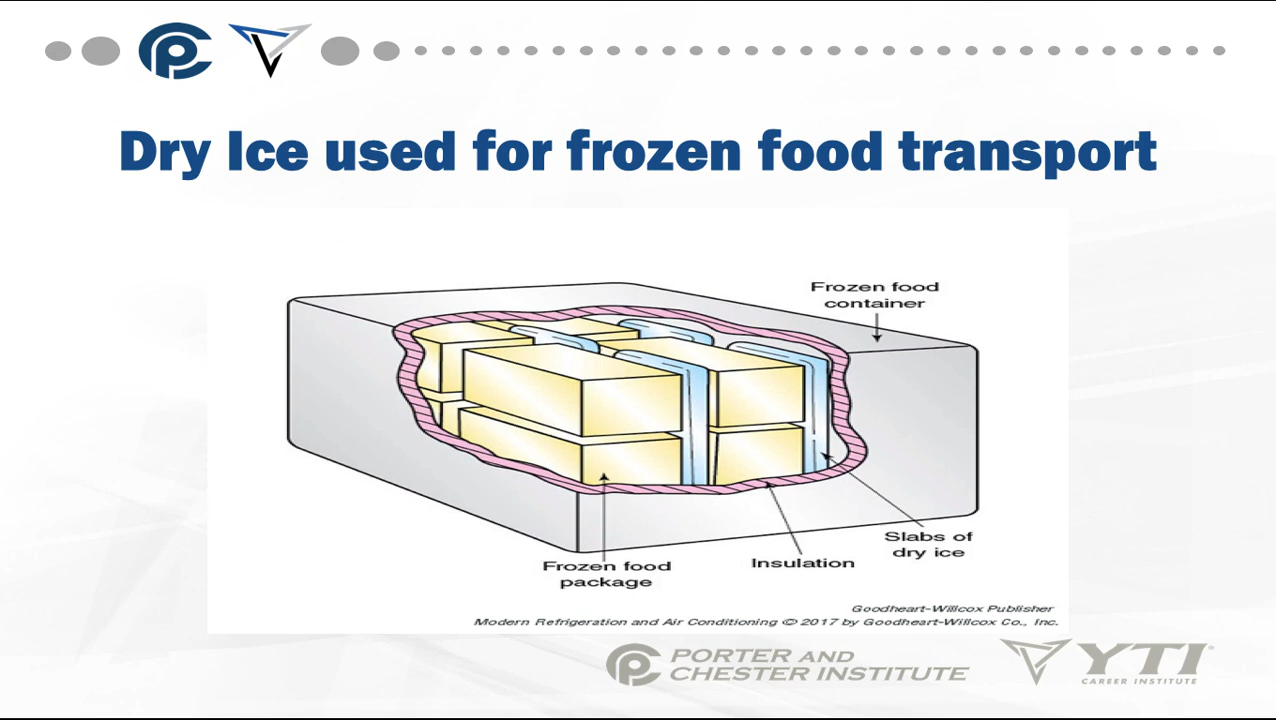 Dry Ice used for frozen food transport
Frozen food
container
Slabs of
dry ice
Insulation
Frozen food
package
Goodheart-Willcox Publisher
Modern Refrigeration and Air Conditioning © 2017 by Goodheart-Willcox Co., Inc.
PORTER AND
CHESTER INSTITUTE
YTI
CAREER INSTITUTE